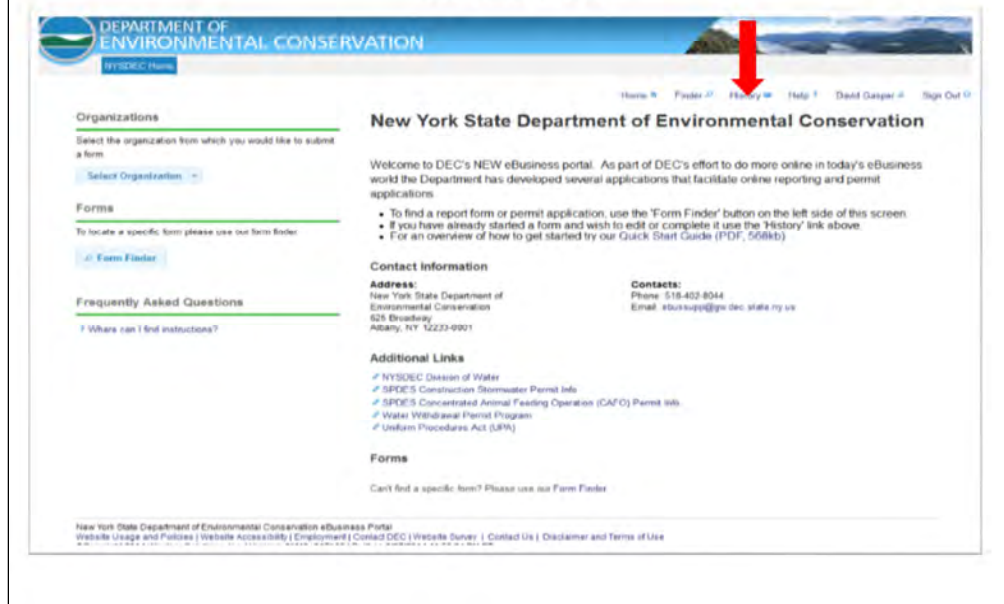 DEPARTMENT OF
ENVIRONMENTAL CONSERVATION
NYSDEC Home
Home Finder History Help David Gasper Sign Out
Organizations
Select the organization from which you would like to submit
a form.
Select Organization
Forms
To locate a specific form please use our form finder
Form Finder
Frequently Asked Questions
? Where can I find instructions?
New York State Department of Environmental Conservation
Welcome to DEC's NEW eBusiness portal. As part of DEC's effort to do more online in today's eBusiness
world the Department has developed several applications that facilitate online reporting and permit
applications.
• To find a report form or permit application, use the 'Form Finder' button on the left side of this screen.
• If you have already started a form and wish to edit or complete it use the 'History' link above.
• For an overview of how to get started try our Quick Start Guide (PDF, 568kb)
Contact Information
Address:
New York State Department of
Environmental Conservation
625 Broadway
Albany, NY 12233-0001
Contacts:
Phone: 518-402-8044
Email: ebussupp@gw.dec.state.ny.us
Additional Links
NYSDEC Division of Water
SPDES Construction Stormwater Permit Info
SPDES Concentrated Animal Feeding Operation (CAFO) Permit Info
Water Withdrawal Permit Program
Uniform Procedures Act (UPA)
Forms
Can't find a specific form? Please use our Form Finder
New York State Department of Environmental Conservation eBusiness Portal
Website Usage and Policies | Website Accessibility | Employment | Contact DEC | Website Survey | Contact Us | Disclaimer and Terms of Use